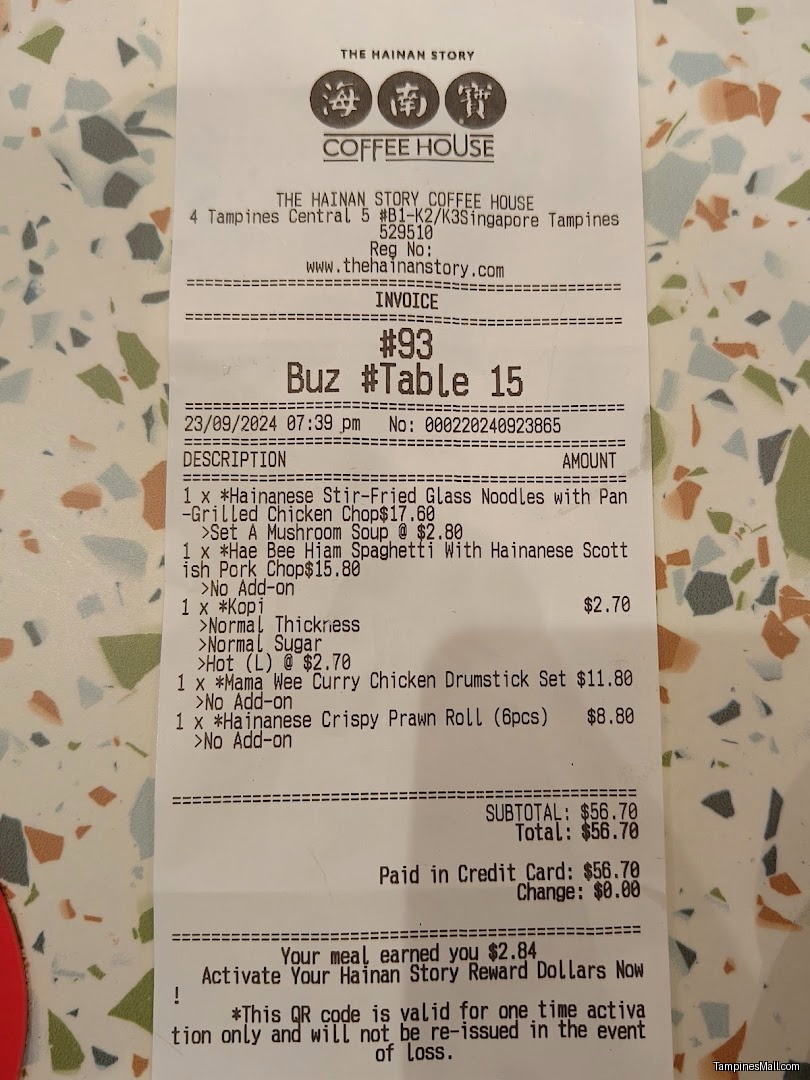 THE HAINAN STORY
海 南 寶
COFFEE HOUSE
THE HAINAN STORY COFFEE HOUSE
4 Tampines Central 5 #B1-K2/K3Singapore Tampines
529510
Reg No:
www.thehainanstory.com
================================================
INVOICE
================================================
#93
Buz #Table 15
================================================
23/09/2024 07:39 pm No: 000220240923865
================================================
DESCRIPTION AMOUNT
================================================
1 x *Hainanese Stir-Fried Glass Noodles with Pan
-Grilled Chicken Chop$17.60
>Set A Mushroom Soup @ $2.80
1 x *Hae Bee Hiam Spaghetti With Hainanese Scott
ish Pork Chop$15.80
>No Add-on
1 x *Kopi $2.70
>Normal Thickness
>Normal Sugar
>Hot (L) @ $2.70
1 x *Mama Wee Curry Chicken Drumstick Set $11.80
>No Add-on
1 x *Hainanese Crispy Prawn Roll (6pcs) $8.80
>No Add-on
================================================
SUBTOTAL: $56.70
Total: $56.70
Paid in Credit Card: $56.70
Change: $0.00
================================================
Your meal earned you $2.84
Activate Your Hainan Story Reward Dollars Now
!
*This QR code is valid for one time activa
tion only and will not be re-issued in the event
of loss.
TampinesMall.com